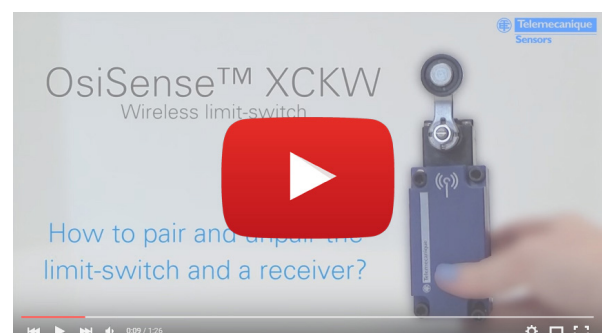 Telemecanique
Sensors
OsiSense™ XCKW
Wireless limit-switch
How to pair and unpair the
limit-switch and a receiver?
Telemecanique
0:09 / 1:26